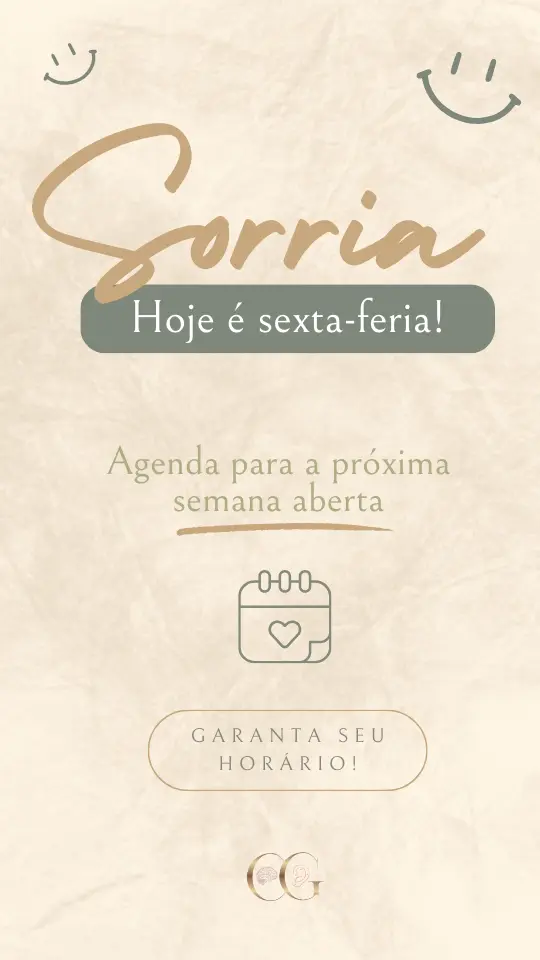 Sorria
Hoje é sexta-feria!
Agenda para a próxima
semana aberta
GARANTA SEU
HORÁRIO!
CG